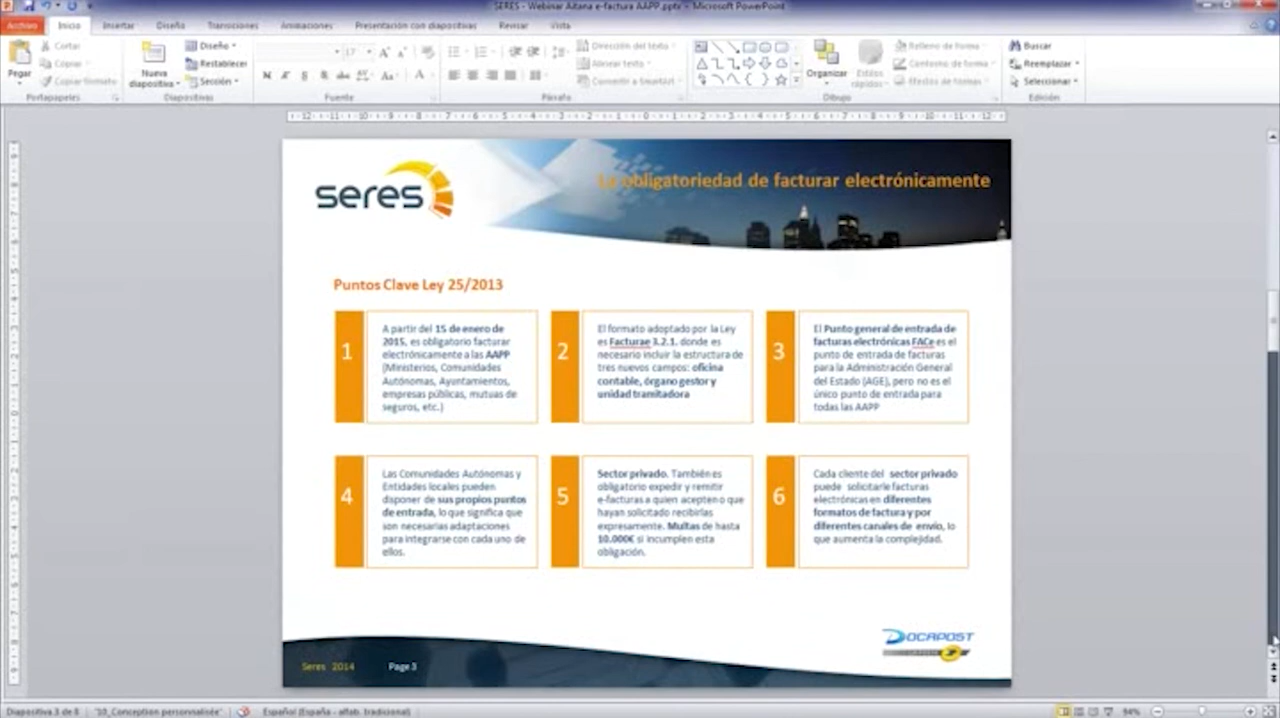 SERES - Webinar Aitana e-factura AAPP.pptx - Microsoft PowerPoint
Archivo Inicio Insertar Diseño Transiciones Animaciones Presentación con diapositivas Revisar Vista
Pegar
Cortar
Copiar
Copiar formato
Portapapeles
Nueva diapositiva
Diseño
Restablecer
Sección
Diapositivas
17
Fuente
Dirección del texto
Alinear texto
Convertir a SmartArt
Párrafo
Organizar
Estilos rápidos
Relleno de forma
Contorno de forma
Efectos de formas
Dibujo
Buscar
Reemplazar
Seleccionar
Edición
seres
La obligatoriedad de facturar electrónicamente
Puntos Clave Ley 25/2013
1
A partir del 15 de enero de
2015, es obligatorio facturar
electrónicamente a las AAPP
(Ministerios, Comunidades
Autónomas, Ayuntamientos,
empresas públicas, mutuas de
seguros, etc.)
2
El formato adoptado por la Ley
es Facturae 3.2.1. donde es
necesario incluir la estructura de
tres nuevos campos: oficina
contable, órgano gestor y
unidad tramitadora
3
El Punto general de entrada de
facturas electrónicas FACe es el
punto de entrada de facturas
para la Administración General
del Estado (AGE), pero no es el
único punto de entrada para
todas las AAPP
4
Las Comunidades Autónomas y
Entidades locales pueden
disponer de sus propios puntos
de entrada, lo que significa que
son necesarias adaptaciones
para integrarse con cada uno de
ellos.
5
Sector privado. También es
obligatorio expedir y remitir
e-facturas a quien acepten o que
hayan solicitado recibirlas
expresamente. Multas de hasta
10.000€ si incumplen esta
obligación.
6
Cada cliente del sector privado
puede solicitarle facturas
electrónicas en diferentes
formatos de factura y por
diferentes canales de envío, lo
que aumenta la complejidad.
DOCAPOST
Seres 2014 Page 3
Diapositiva 3 de 8 "10_Conception personnalisée" Español (España - alfab. tradicional) 94%